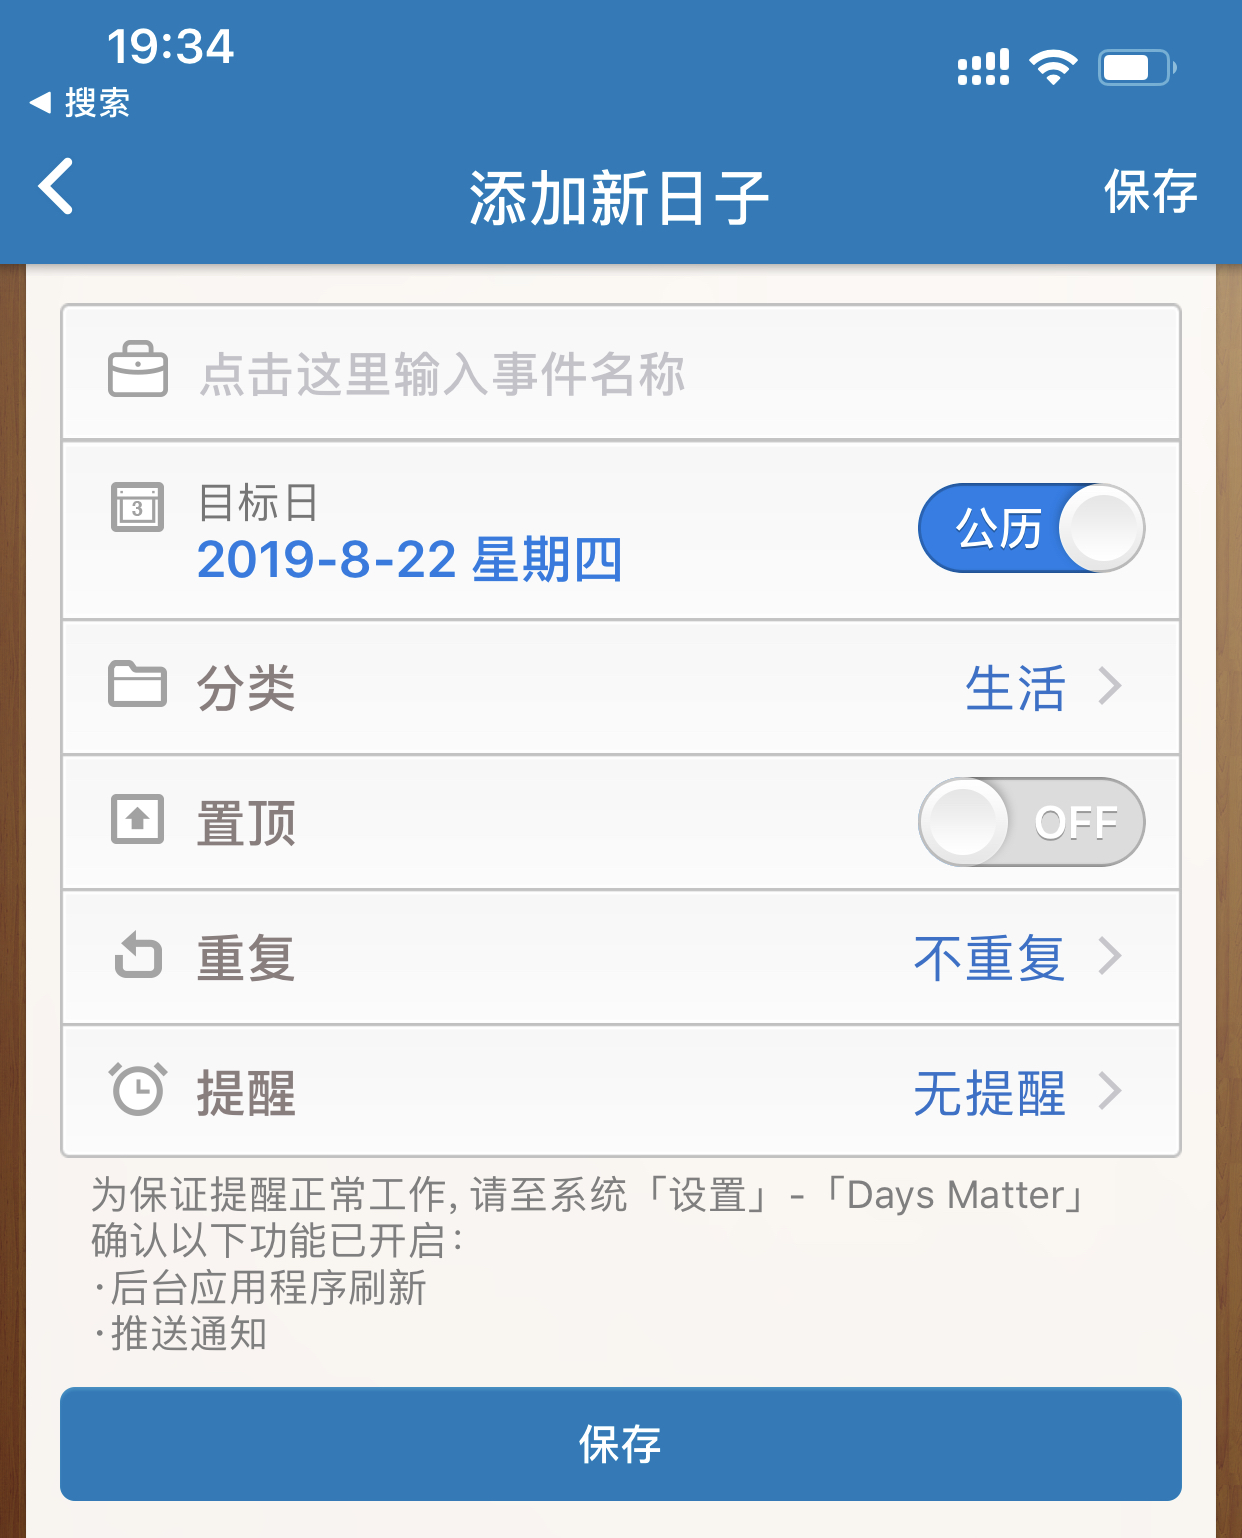 19:34
◀ 搜索
添加新日子
保存
点击这里输入事件名称
3
目标日
2019-8-22 星期四
公历
分类
生活
置顶
OFF
重复
不重复
提醒
无提醒
为保证提醒正常工作, 请至系统「设置」-「Days Matter」
确认以下功能已开启：
·后台应用程序刷新
·推送通知
保存